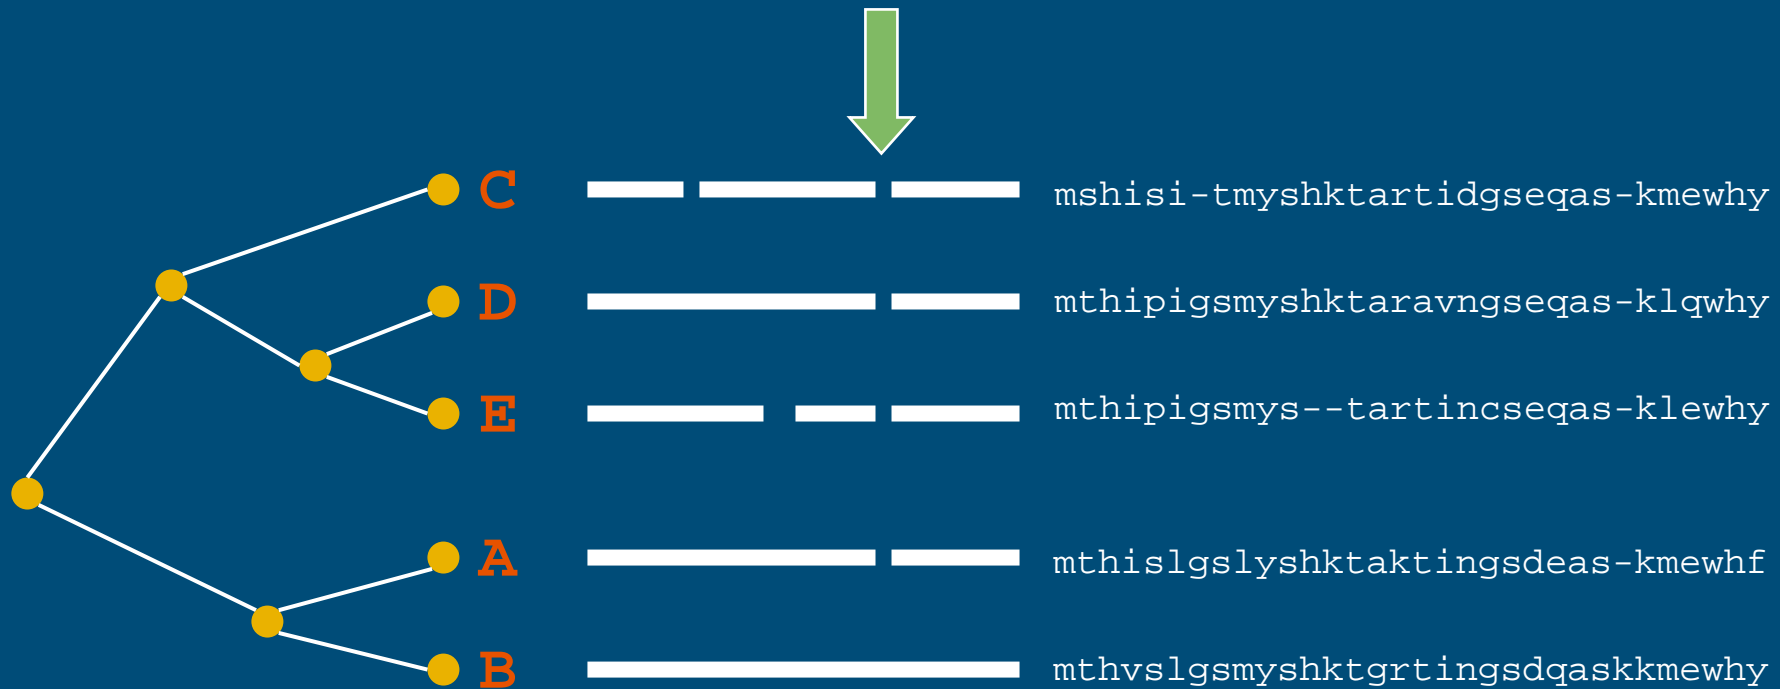 C mshisi-tmyshktartidgseqas-kmewhy
D mthipigsmyshktaravngseqas-klqwhy
E mthipigsmys--tartincseqas-klewhy
A mthislgslyshktaktingsdeas-kmewhf
B mthvslgsmyshktgrtingsdqaskkmewhy